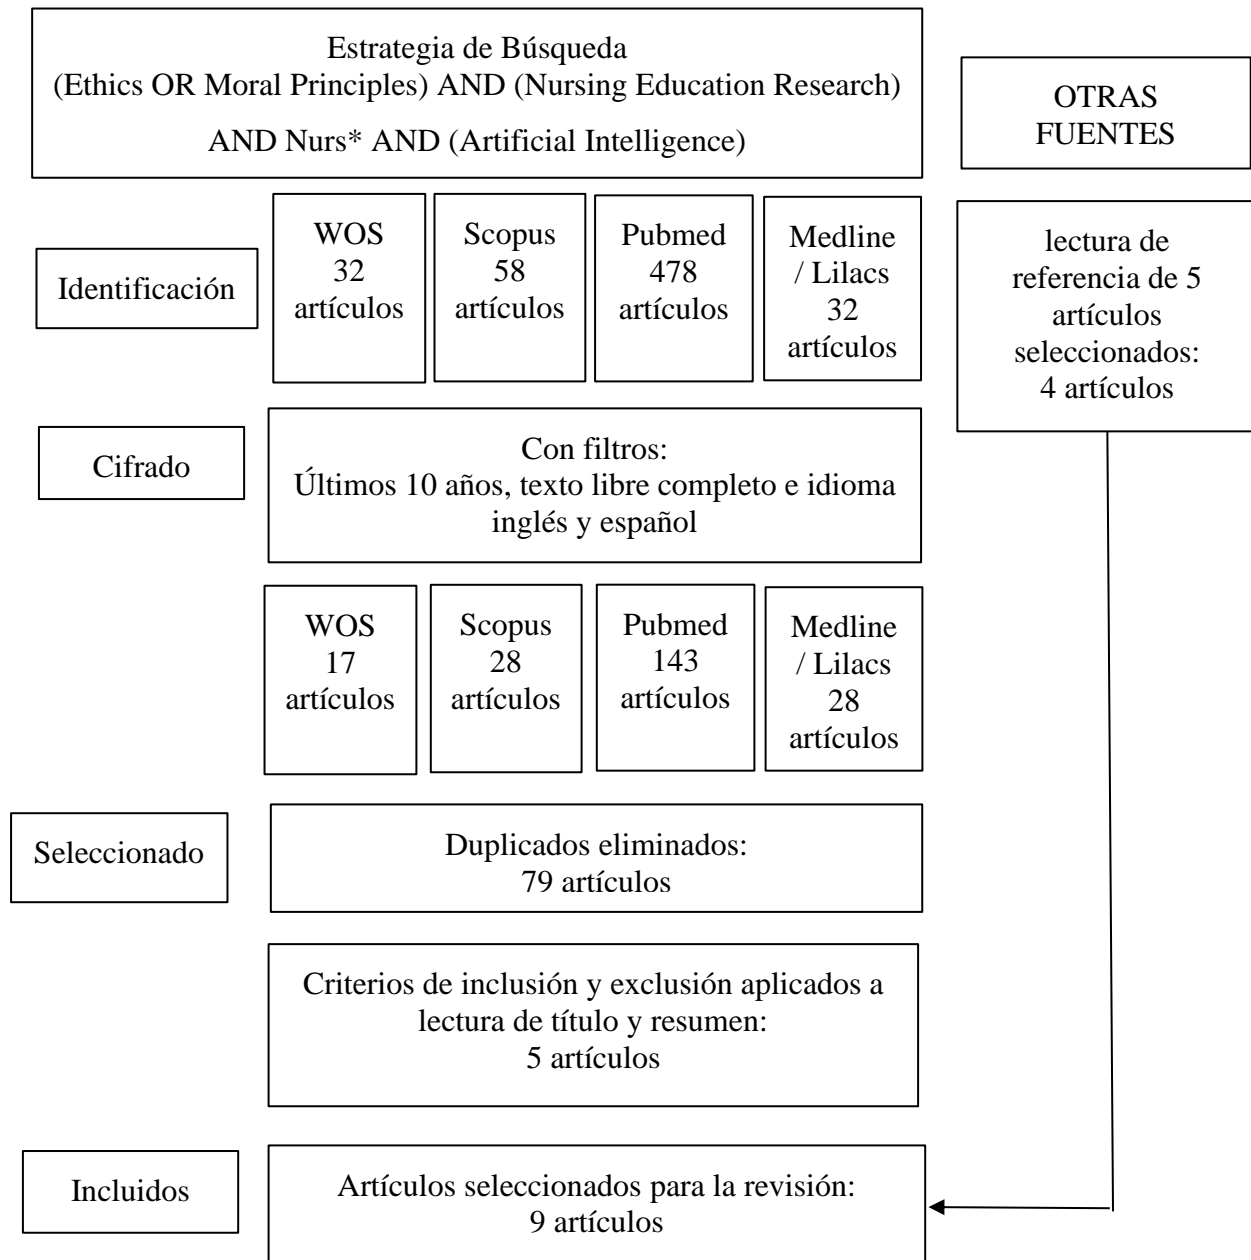 Estrategia de Búsqueda
(Ethics OR Moral Principles) AND (Nursing Education Research)
AND Nurs* AND (Artificial Intelligence)
OTRAS
FUENTES
Identificación
WOS
32
artículos
Scopus
58
artículos
Pubmed
478
artículos
Medline
/ Lilacs
32
artículos
lectura de
referencia de 5
artículos
seleccionados:
4 artículos
Cifrado
Con filtros:
Últimos 10 años, texto libre completo e idioma
inglés y español
WOS
17
artículos
Scopus
28
artículos
Pubmed
143
artículos
Medline
/ Lilacs
28
artículos
Seleccionado
Duplicados eliminados:
79 artículos
Criterios de inclusión y exclusión aplicados a
lectura de título y resumen:
5 artículos
Incluidos
Artículos seleccionados para la revisión:
9 artículos